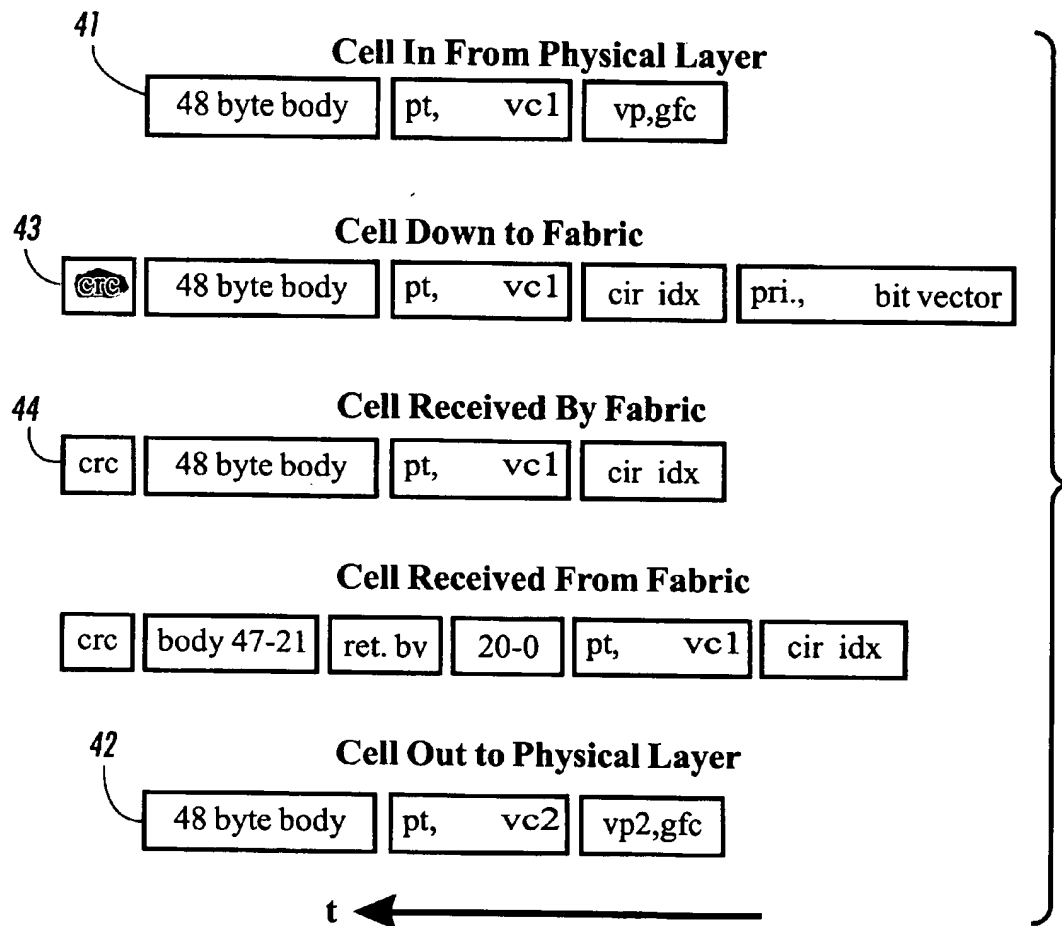 41
Cell In From Physical Layer
48 byte body pt, vc1 vp,gfc
43
Cell Down to Fabric
crc 48 byte body pt, vc1 cir idx pri., bit vector
44
Cell Received By Fabric
crc 48 byte body pt, vc1 cir idx
Cell Received From Fabric
crc body 47-21 ret. bv 20-0 pt, vc1 cir idx
42
Cell Out to Physical Layer
48 byte body pt, vc2 vp2,gfc
t